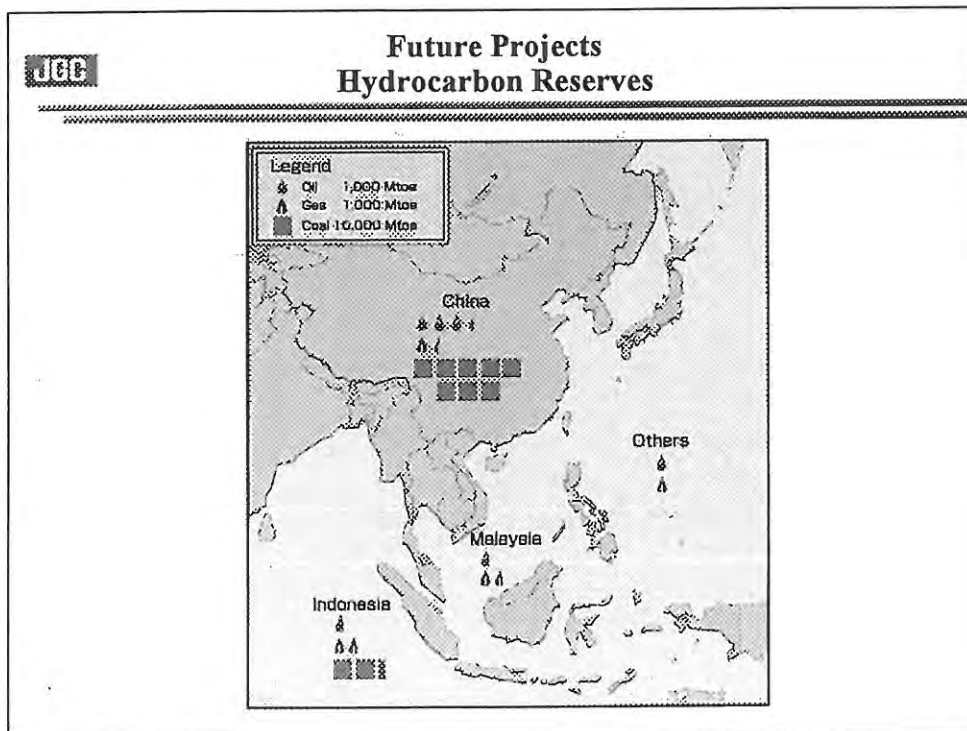 JGC
Future Projects
Hydrocarbon Reserves
Legend
Oil 1,000 Mtoe
Gas 1,000 Mtoe
Coal 10,000 Mtoe
China
Others
Malaysia
Indonesia